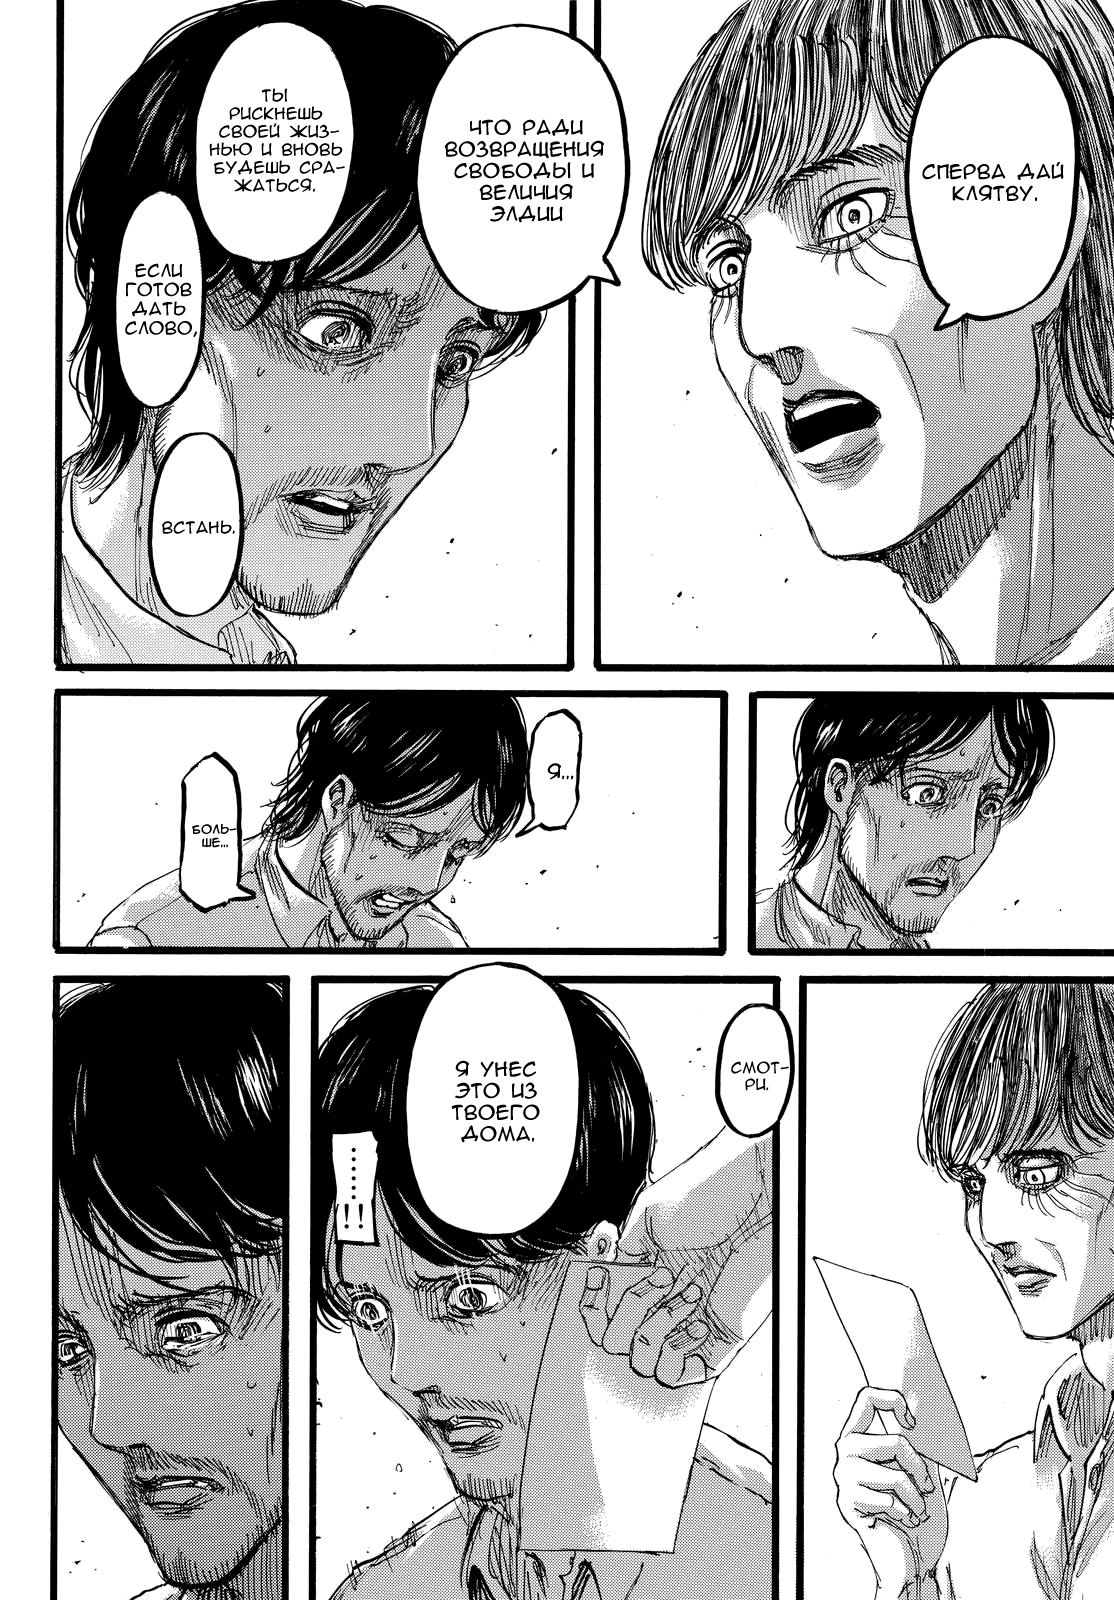 СПЕРВА ДАЙ
КЛЯТВУ.
ЧТО РАДИ
ВОЗВРАЩЕНИЯ
СВОБОДЫ И
ВЕЛИЧИЯ
ЭЛДИИ
ТЫ
РИСКНЕШЬ
СВОЕЙ ЖИЗ-
НЬЮ И ВНОВЬ
БУДЕШЬ СРА-
ЖАТЬСЯ.
ЕСЛИ
ГОТОВ
ДАТЬ
СЛОВО,
ВСТАНЬ.
Я...
БОЛЬ-
ШЕ...
СМОТ-
РИ.
Я УНЕС
ЭТО ИЗ
ТВОЕГО
ДОМА.
......!!